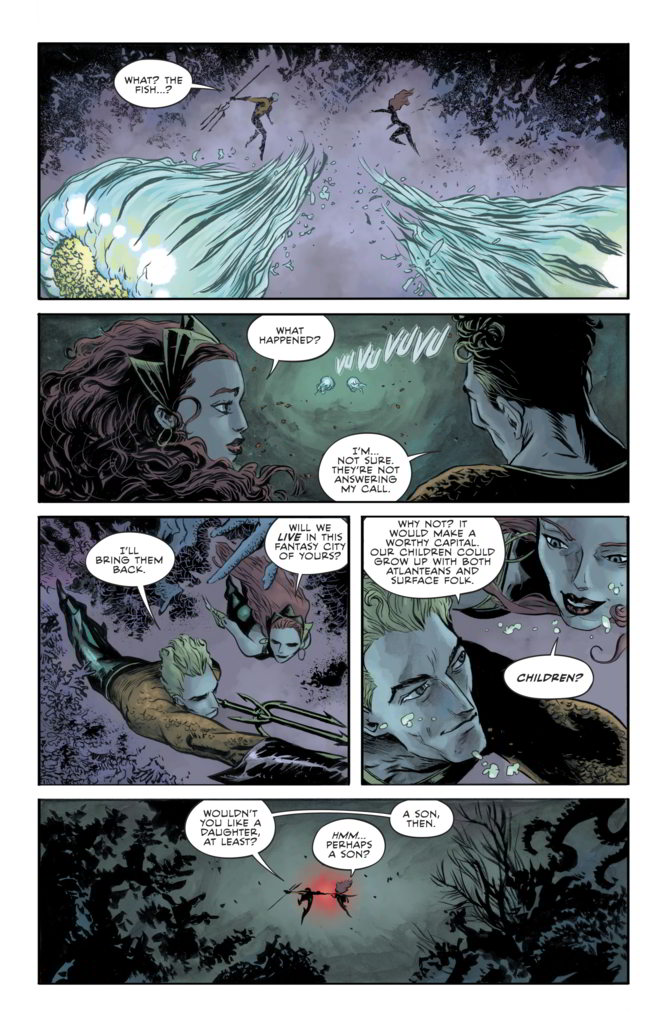 WHAT? THE
FISH...?
WHAT
HAPPENED?
VUVUVUVU
I'M...
NOT SURE.
THEY'RE NOT
ANSWERING
MY CALL.
I'LL
BRING THEM
BACK.
WILL WE
LIVE IN THIS
FANTASY CITY
OF YOURS?
WHY NOT? IT
WOULD MAKE A
WORTHY CAPITAL.
OUR CHILDREN COULD
GROW UP WITH BOTH
ATLANTEANS AND
SURFACE FOLK.
CHILDREN?
WOULDN'T
YOU LIKE A
DAUGHTER,
AT LEAST?
HMM...
PERHAPS
A SON?
A SON,
THEN.